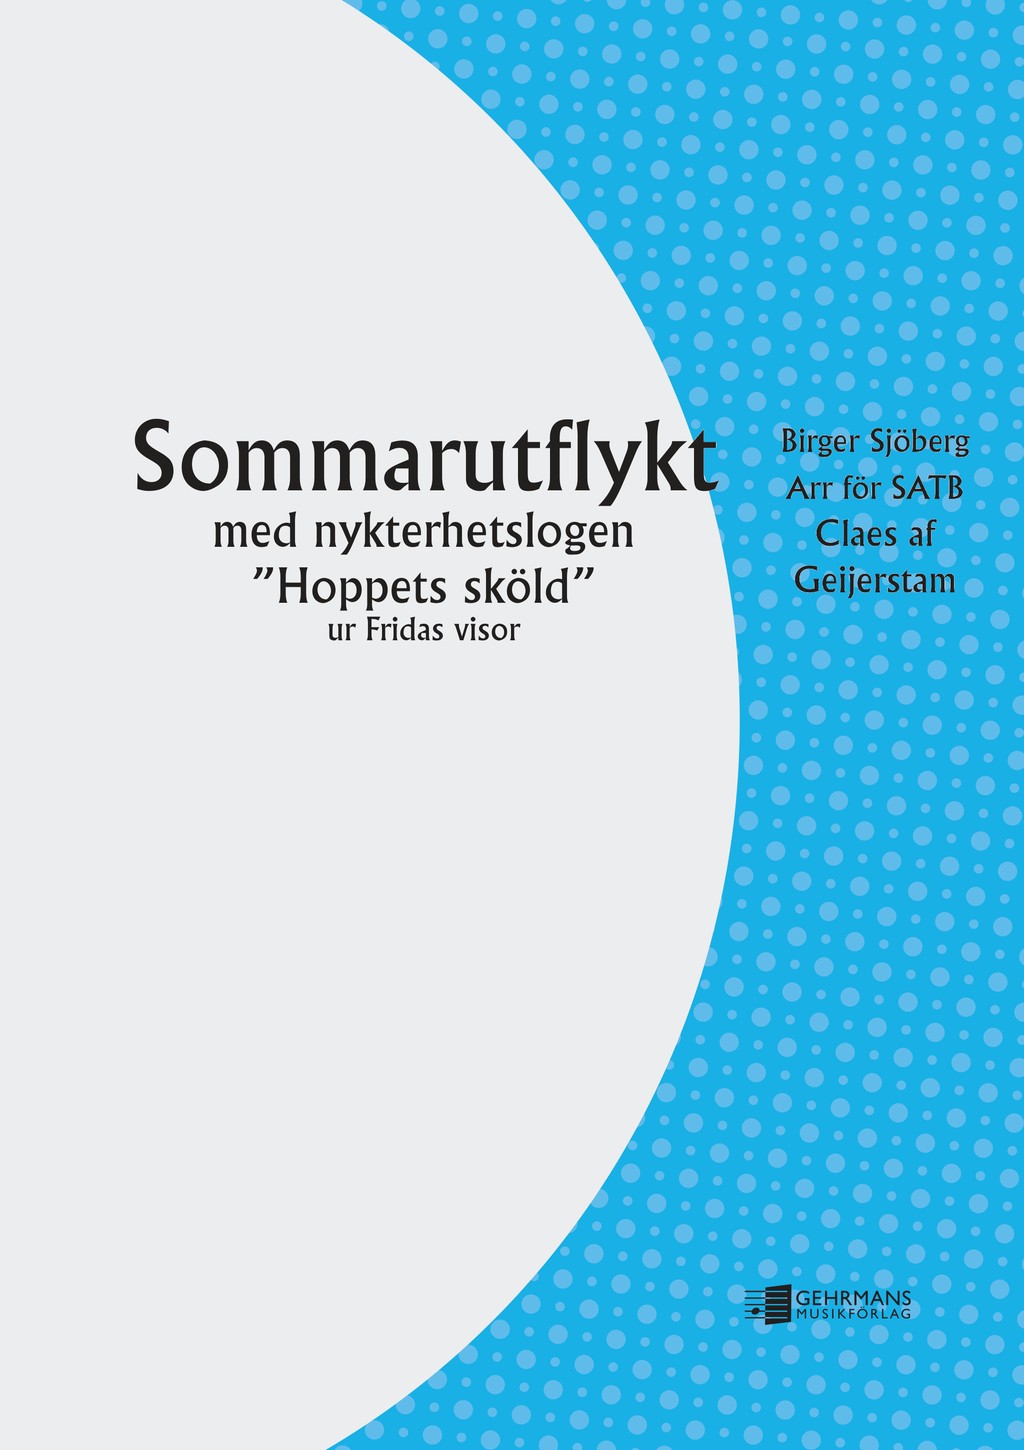 Sommarutflykt
med nykterhetslogen
”Hoppets sköld”
ur Fridas visor
Birger Sjöberg
Arr för SATB
Claes af
Geijerstam
GEHRMANS
MUSIKFÖRLAG